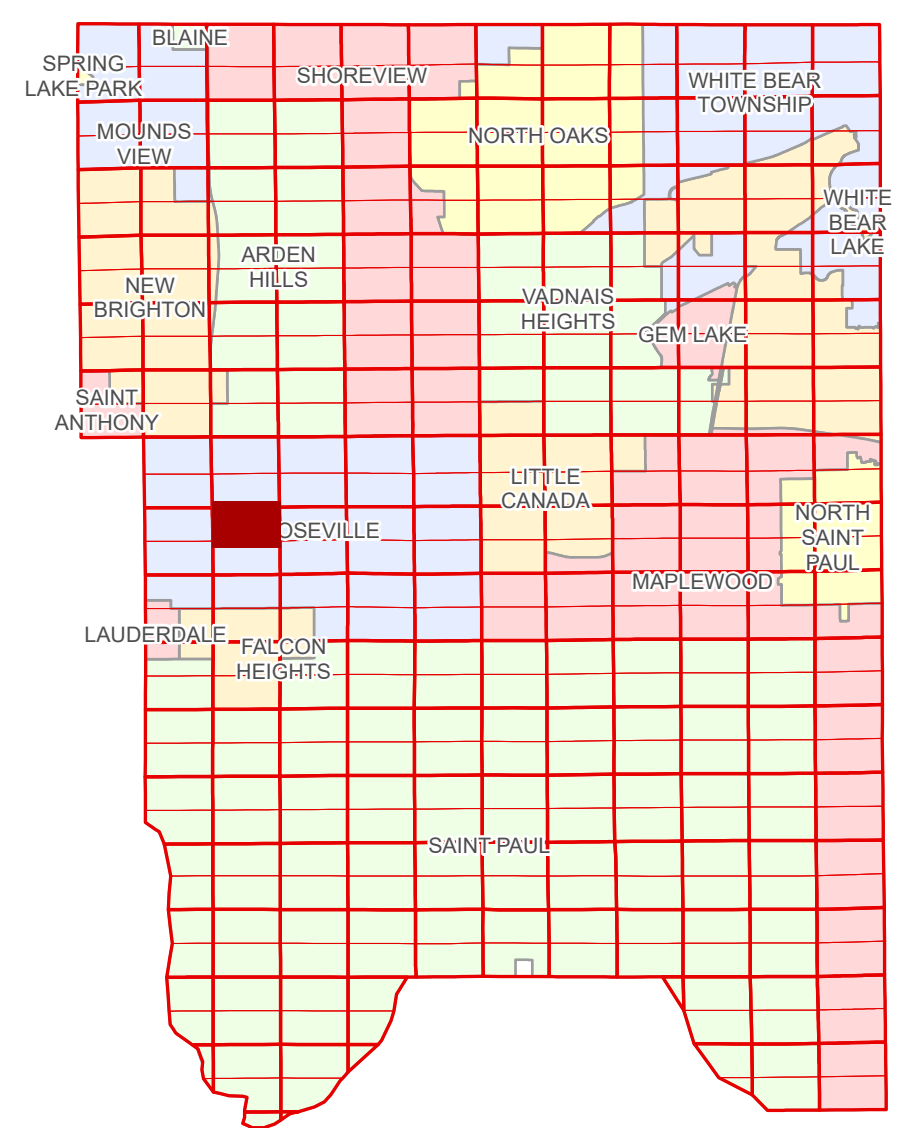 BLAINE
SPRING
LAKE PARK
SHOREVIEW
WHITE BEAR
TOWNSHIP
MOUNDS
VIEW
NORTH OAKS
WHITE
BEAR
LAKE
ARDEN
HILLS
NEW
BRIGHTON
VADNAIS
HEIGHTS
GEM LAKE
SAINT
ANTHONY
LITTLE
CANADA
NORTH
SAINT
PAUL
OSEVILLE
MAPLEWOOD
LAUDERDALE
FALCON
HEIGHTS
SAINT PAUL